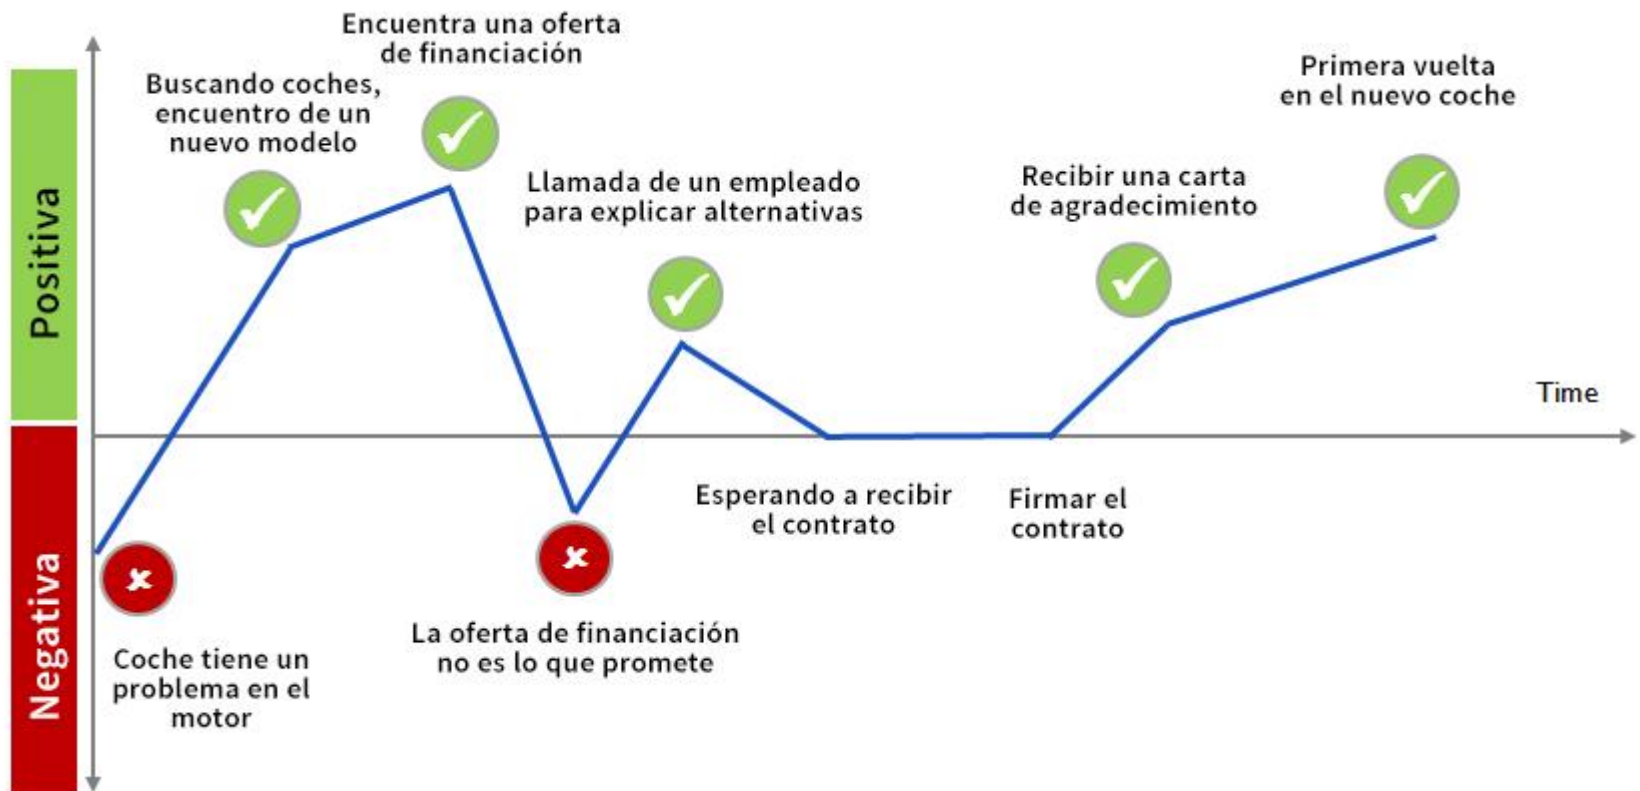 Encuentra una oferta
de financiación
Buscando coches,
encuentro de un
nuevo modelo
Primera vuelta
en el nuevo coche
Llamada de un empleado
para explicar alternativas
Recibir una carta
de agradecimiento
Positiva
Time
Esperando a recibir
el contrato
Firmar el
contrato
Negativa
La oferta de financiación
no es lo que promete
Coche tiene un
problema en el
motor